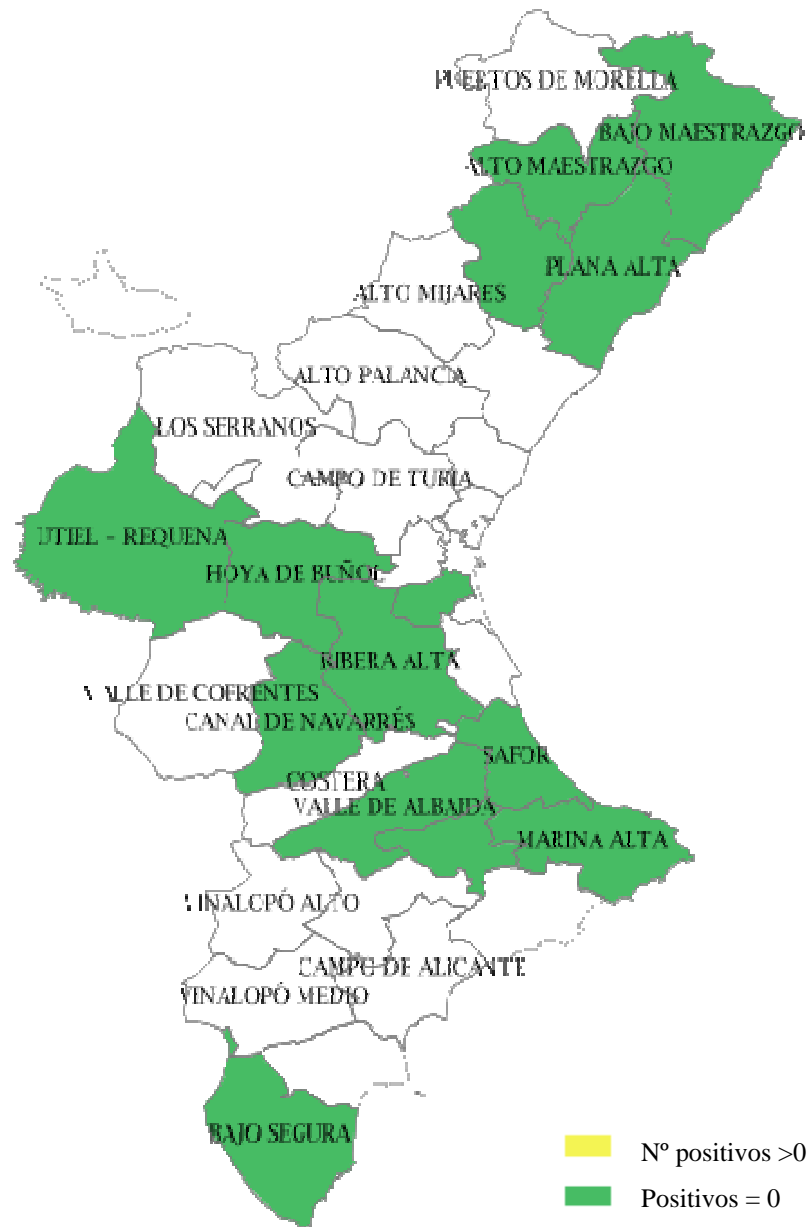 PUERTOS DE MORELLA
BAJO MAESTRAZGO
ALTO MAESTRAZGO
PLANA ALTA
ALTO MIJARES
ALTO PALANCIA
LOS SERRANOS
CAMPO DE TURIA
UTIEL - REQUENA
HOYA DE BUÑOL
RIBERA ALTA
VALLE DE COFRENTES
CANAL DE NAVARRÉS
SAFOR
COSTERA
VALLE DE ALBAIDA
MARINA ALTA
VINALOPÓ ALTO
CAMPO DE ALICANTE
VINALOPÓ MEDIO
BAJO SEGURA
Nº positivos >0
Positivos = 0